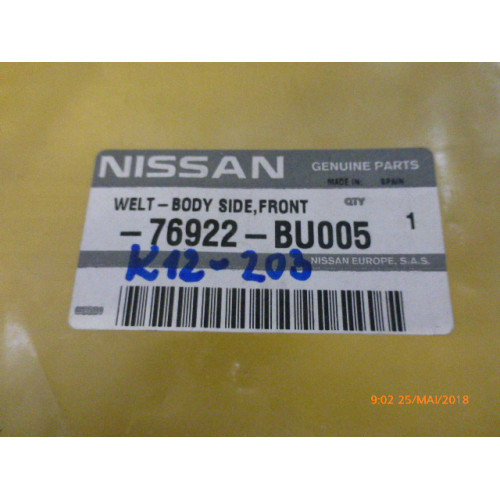 NISSAN GENUINE PARTS
MADE IN: SPAIN
WELT-BODY SIDE,FRONT QTY
-76922-BU005 1
K12-203 NISSAN EUROPE, S.A.S.
9:02 25/MAI/2018